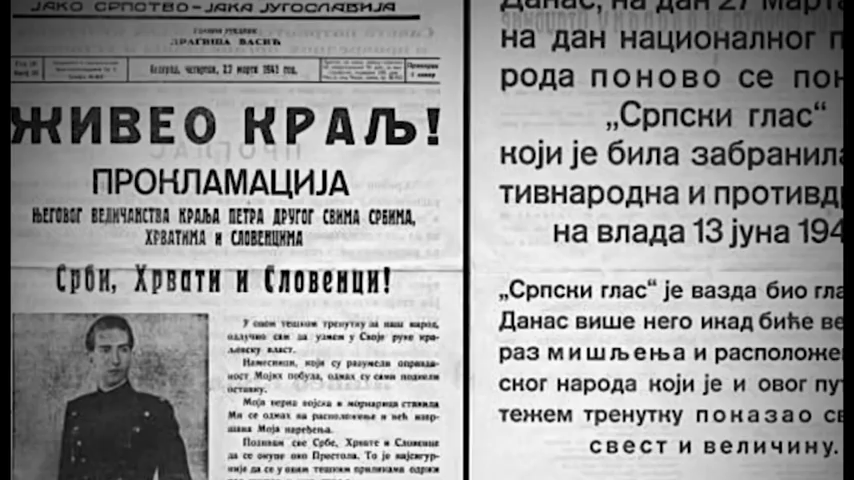 ЈАКО СРПСТВО - ЈАКА ЈУГОСЛАВИЈА
ДРАГИША ВАСИЋ
Београд, четвртак, 27 марта 1941 год.
ЖИВЕО КРАЉ!
ПРОКЛАМАЦИЈА
ЊЕГОВОГ ВЕЛИЧАНСТВА КРАЉА ПЕТРА ДРУГОГ СВИМА СРБИМА,
ХРВАТИМА и СЛОВЕНЦИМА
Срби, Хрвати и Словенци!
У овом тешком тренутку за наш народ,
одлучио сам да узмем у Своје руке кра-
љевску власт.
Намесници, који су разумели оправда-
ност Мојих побуда, одмах су сами поднели
оставку.
Моја верна војска и морнарица ставила
Ми се одмах на расположење и већ извр-
шава Моја наређења.
Позивам све Србе, Хрвате и Словенце
да се окупе око Престола. То је најсигур-
није да се у овим тешким приликама одржи
Данас, на дан 27 Марта
на дан националног п
рода поново се пон
„Српски глас“
који је била забранила
тивнародна и противд
на влада 13 јуна 194
„Српски глас“ је вазда био гла
Данас више него икад биће ве
раз мишљења и расположе
ског народа који је и овог пут
тежем тренутку показао св
свест и величину.